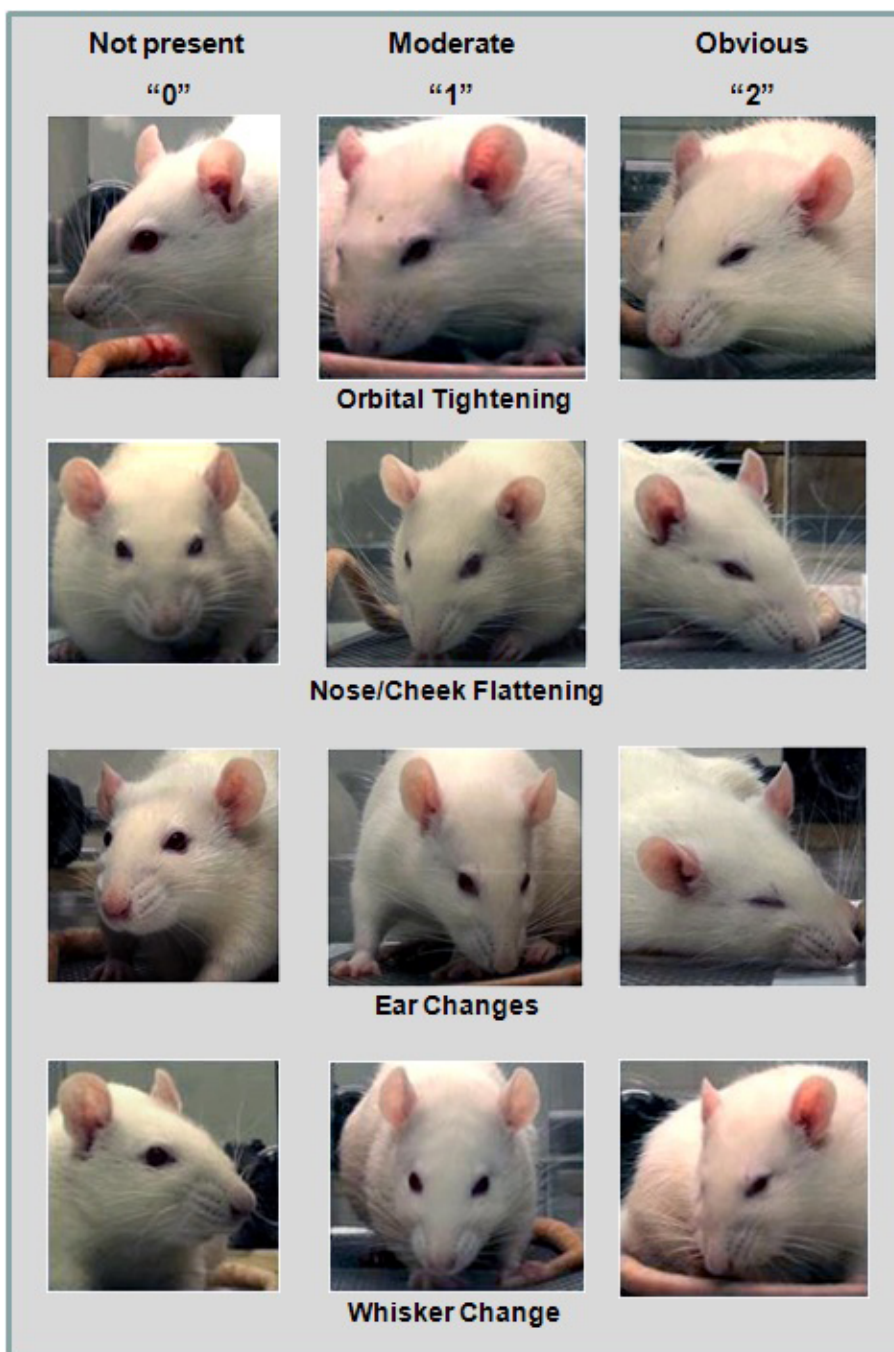 Not present Moderate Obvious
“0” “1” “2”
Orbital Tightening
Nose/Cheek Flattening
Ear Changes
Whisker Change